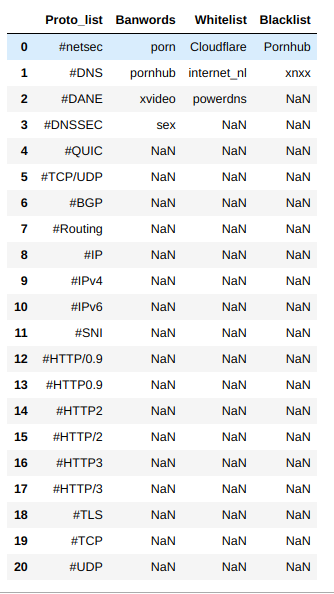 Proto_list Banwords Whitelist Blacklist
0 #netsec porn Cloudflare Pornhub
1 #DNS pornhub internet_nl xnxx
2 #DANE xvideo powerdns NaN
3 #DNSSEC sex NaN NaN
4 #QUIC NaN NaN NaN
5 #TCP/UDP NaN NaN NaN
6 #BGP NaN NaN NaN
7 #Routing NaN NaN NaN
8 #IP NaN NaN NaN
9 #IPv4 NaN NaN NaN
10 #IPv6 NaN NaN NaN
11 #SNI NaN NaN NaN
12 #HTTP/0.9 NaN NaN NaN
13 #HTTP0.9 NaN NaN NaN
14 #HTTP2 NaN NaN NaN
15 #HTTP/2 NaN NaN NaN
16 #HTTP3 NaN NaN NaN
17 #HTTP/3 NaN NaN NaN
18 #TLS NaN NaN NaN
19 #TCP NaN NaN NaN
20 #UDP NaN NaN NaN